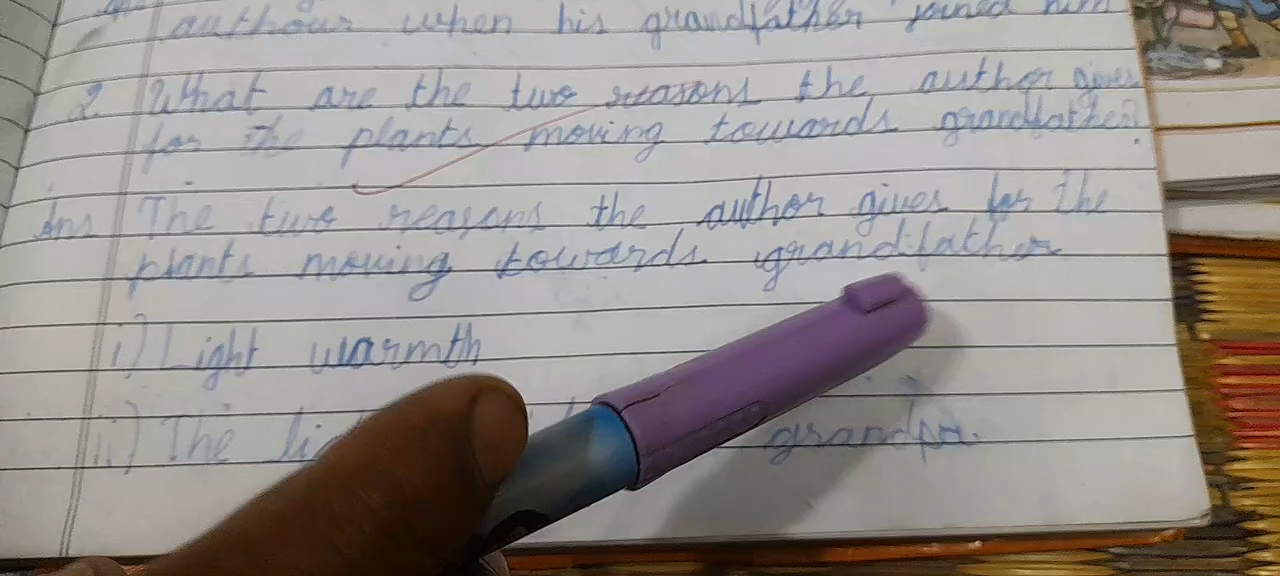 authour when his grandfather joined him
2. What are the two reasons the author gives
for the plants moving towards grandfather?
Ans The two reasons the author gives for the
plants moving towards grandfather
i) Light warmth
ii) The grandpa.